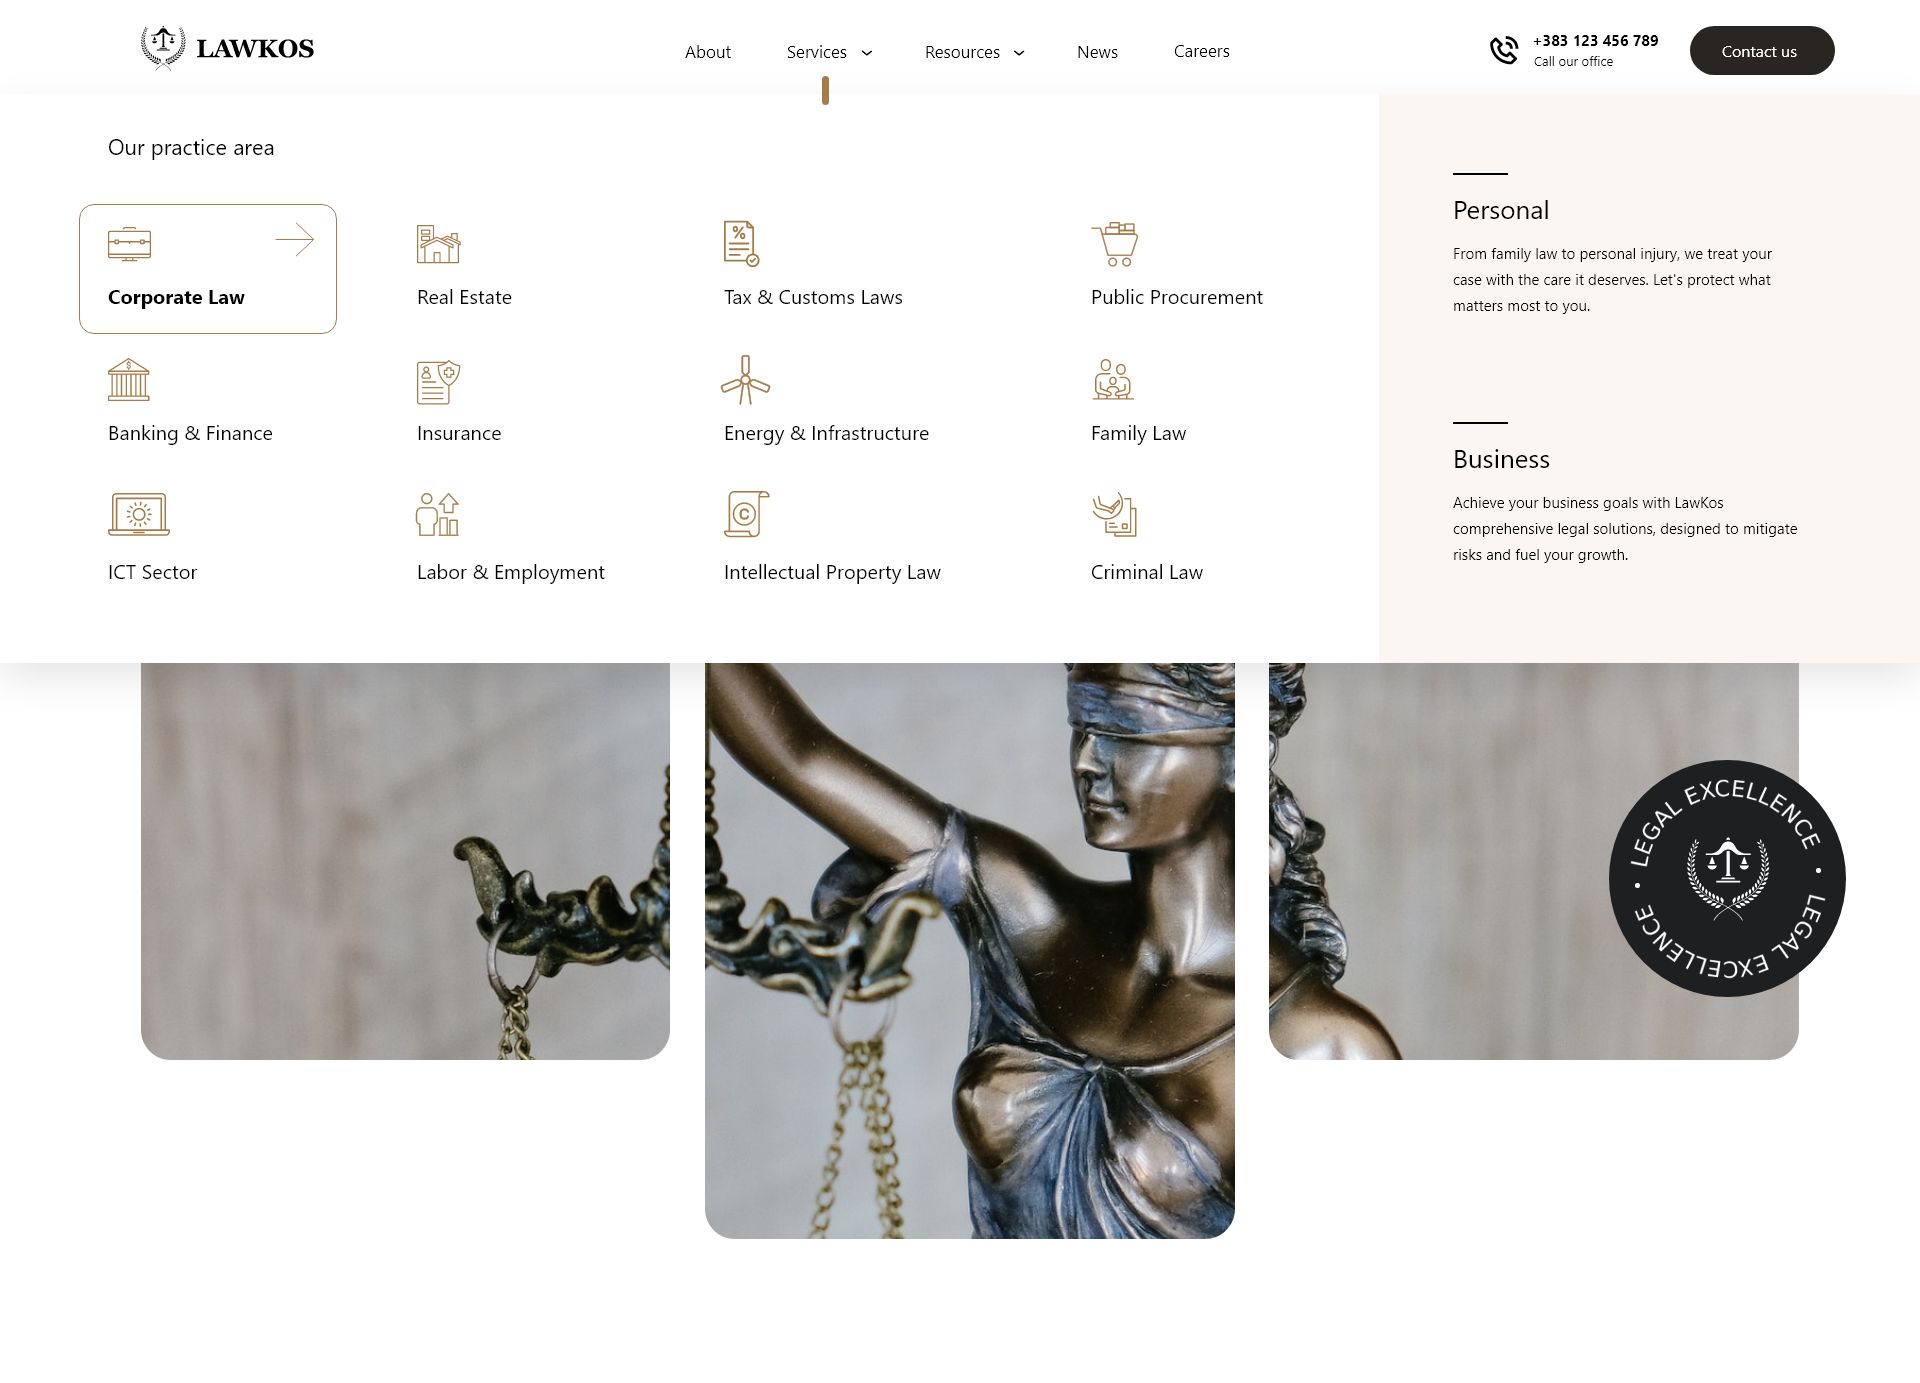 LAWKOS
About
Services
Resources
News
Careers
+383 123 456 789
Call our office
Contact us
Our practice area
Corporate Law
Real Estate
Tax & Customs Laws
Public Procurement
Banking & Finance
Insurance
Energy & Infrastructure
Family Law
ICT Sector
Labor & Employment
Intellectual Property Law
Criminal Law
Personal
From family law to personal injury, we treat your
case with the care it deserves. Let's protect what
matters most to you.
Business
Achieve your business goals with LawKos
comprehensive legal solutions, designed to mitigate
risks and fuel your growth.
LEGAL EXCELLENCE • LEGAL EXCELLENCE •